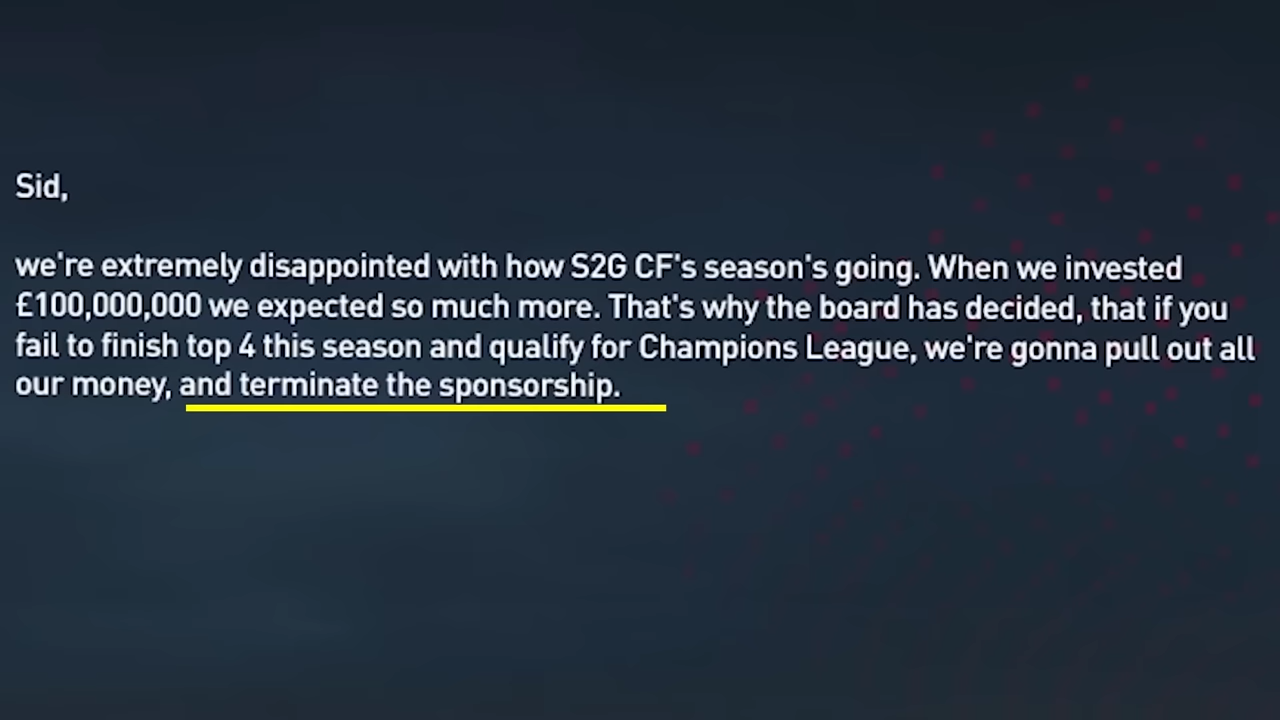 Sid,
we're extremely disappointed with how S2G CF's season's going. When we invested
£100,000,000 we expected so much more. That's why the board has decided, that if you
fail to finish top 4 this season and qualify for Champions League, we're gonna pull out all
our money, and terminate the sponsorship.